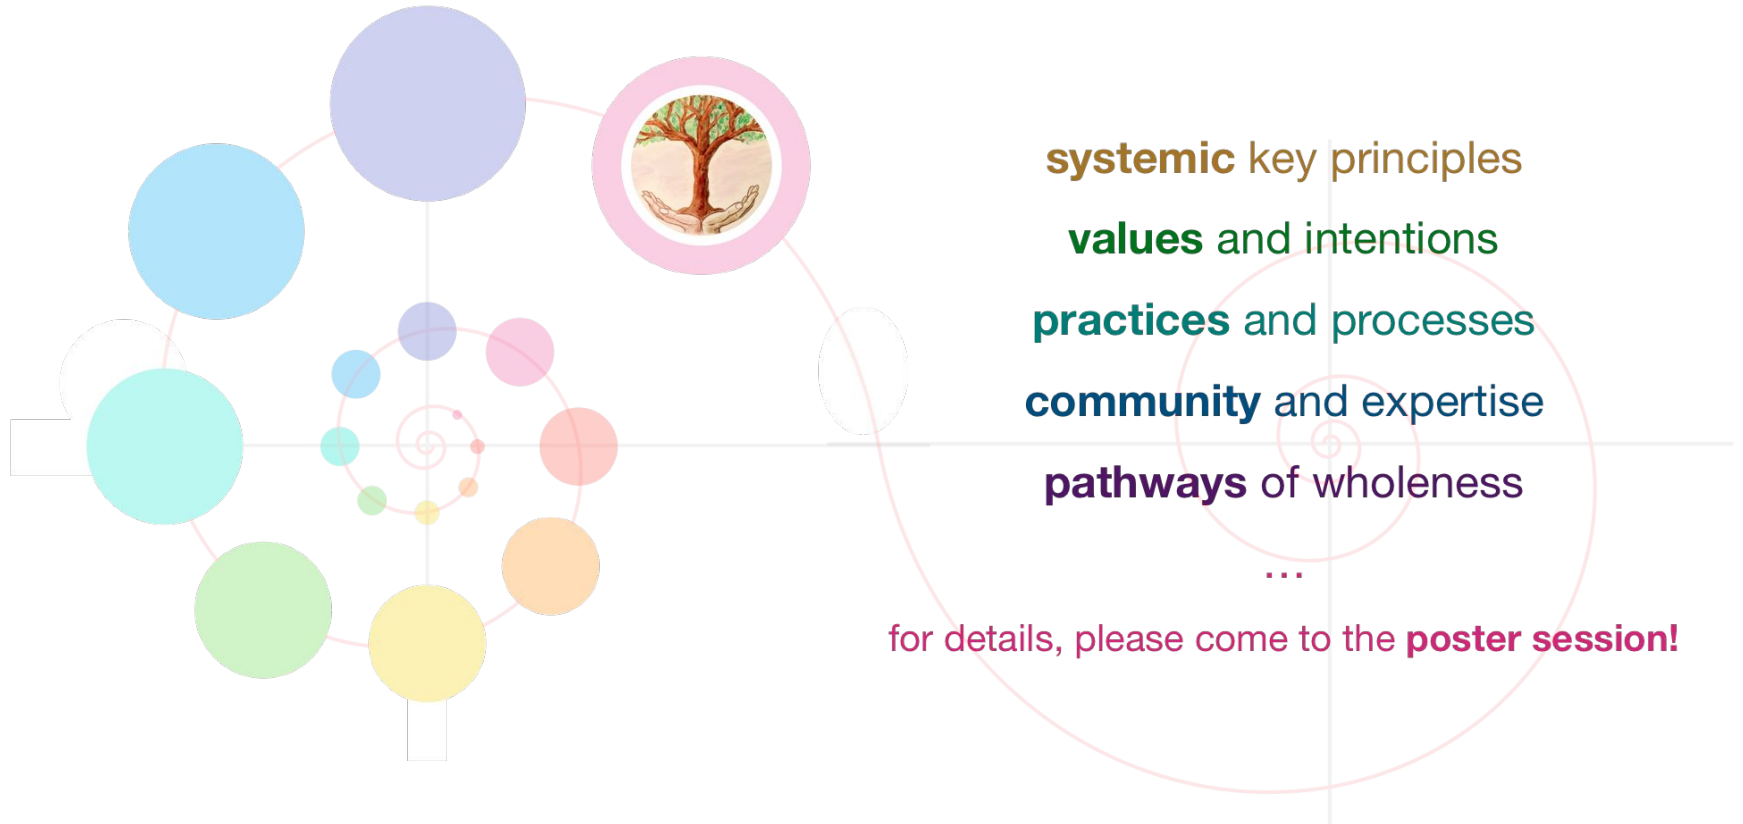 systemic key principles
values and intentions
practices and processes
community and expertise
pathways of wholeness
...
for details, please come to the poster session!